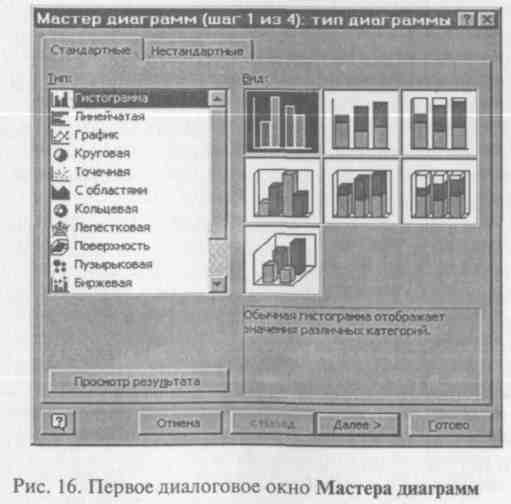 Мастер диаграмм (шаг 1 из 4): тип диаграммы
Стандартные Нестандартные
Тип:
Вид:
Гистограмма
Линейчатая
График
Круговая
Точечная
С областями
Кольцевая
Лепестковая
Поверхность
Пузырьковая
Биржевая
Обычная гистограмма отображает
значения различных категорий.
Просмотр результата
Отмена < Назад Далее > Готово
Рис. 16. Первое диалоговое окно Мастера диаграмм